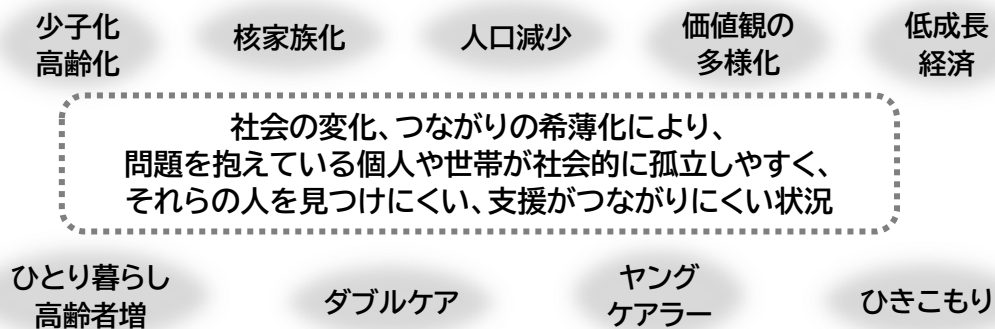 少子化
高齢化
核家族化
人口減少
価値観の
多様化
低成長
経済
社会の変化、つながりの希薄化により、
問題を抱えている個人や世帯が社会的に孤立しやすく、
それらの人を見つけにくい、支援がつながりにくい状況
ひとり暮らし
高齢者増
ダブルケア
ヤング
ケアラー
ひきこもり